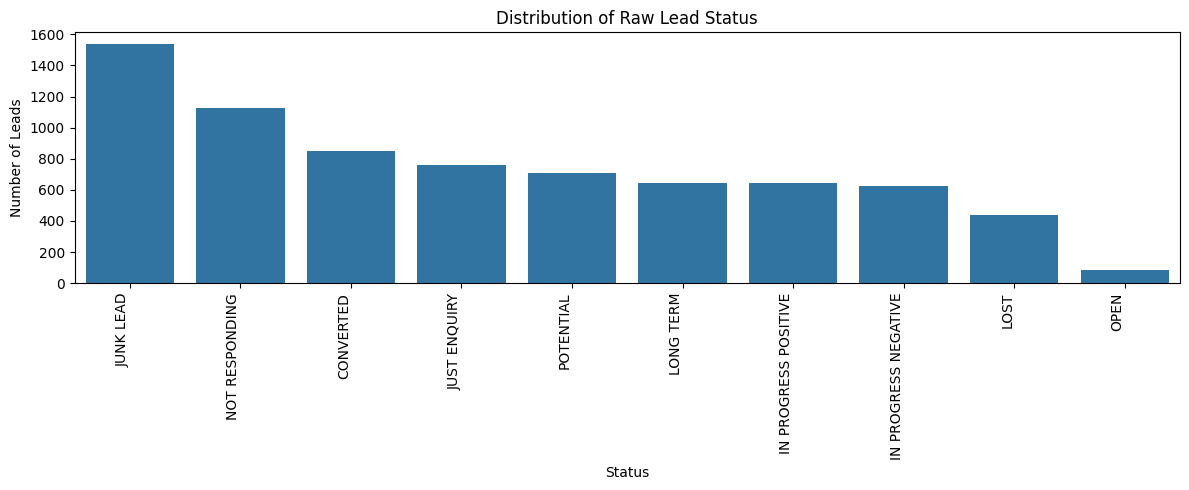 Distribution of Raw Lead Status
Number of Leads
1600
1400
1200
1000
800
600
400
200
0
JUNK LEAD
NOT RESPONDING
CONVERTED
JUST ENQUIRY
POTENTIAL
LONG TERM
IN PROGRESS POSITIVE
IN PROGRESS NEGATIVE
LOST
OPEN
Status